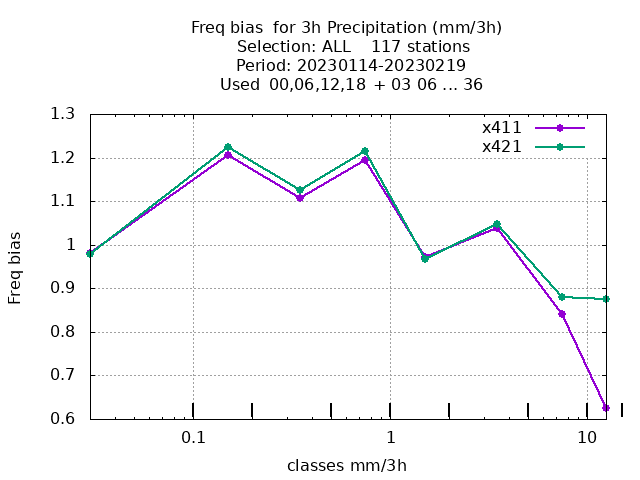 Freq bias  for 3h Precipitation (mm/3h)
Selection: ALL    117 stations
Period: 20230114-20230219
Used  00,06,12,18 + 03 06 ... 36
x411
x421
1.3
1.2
1.1
1
0.9
0.8
0.7
0.6
Freq bias
0.1 1 10
classes mm/3h